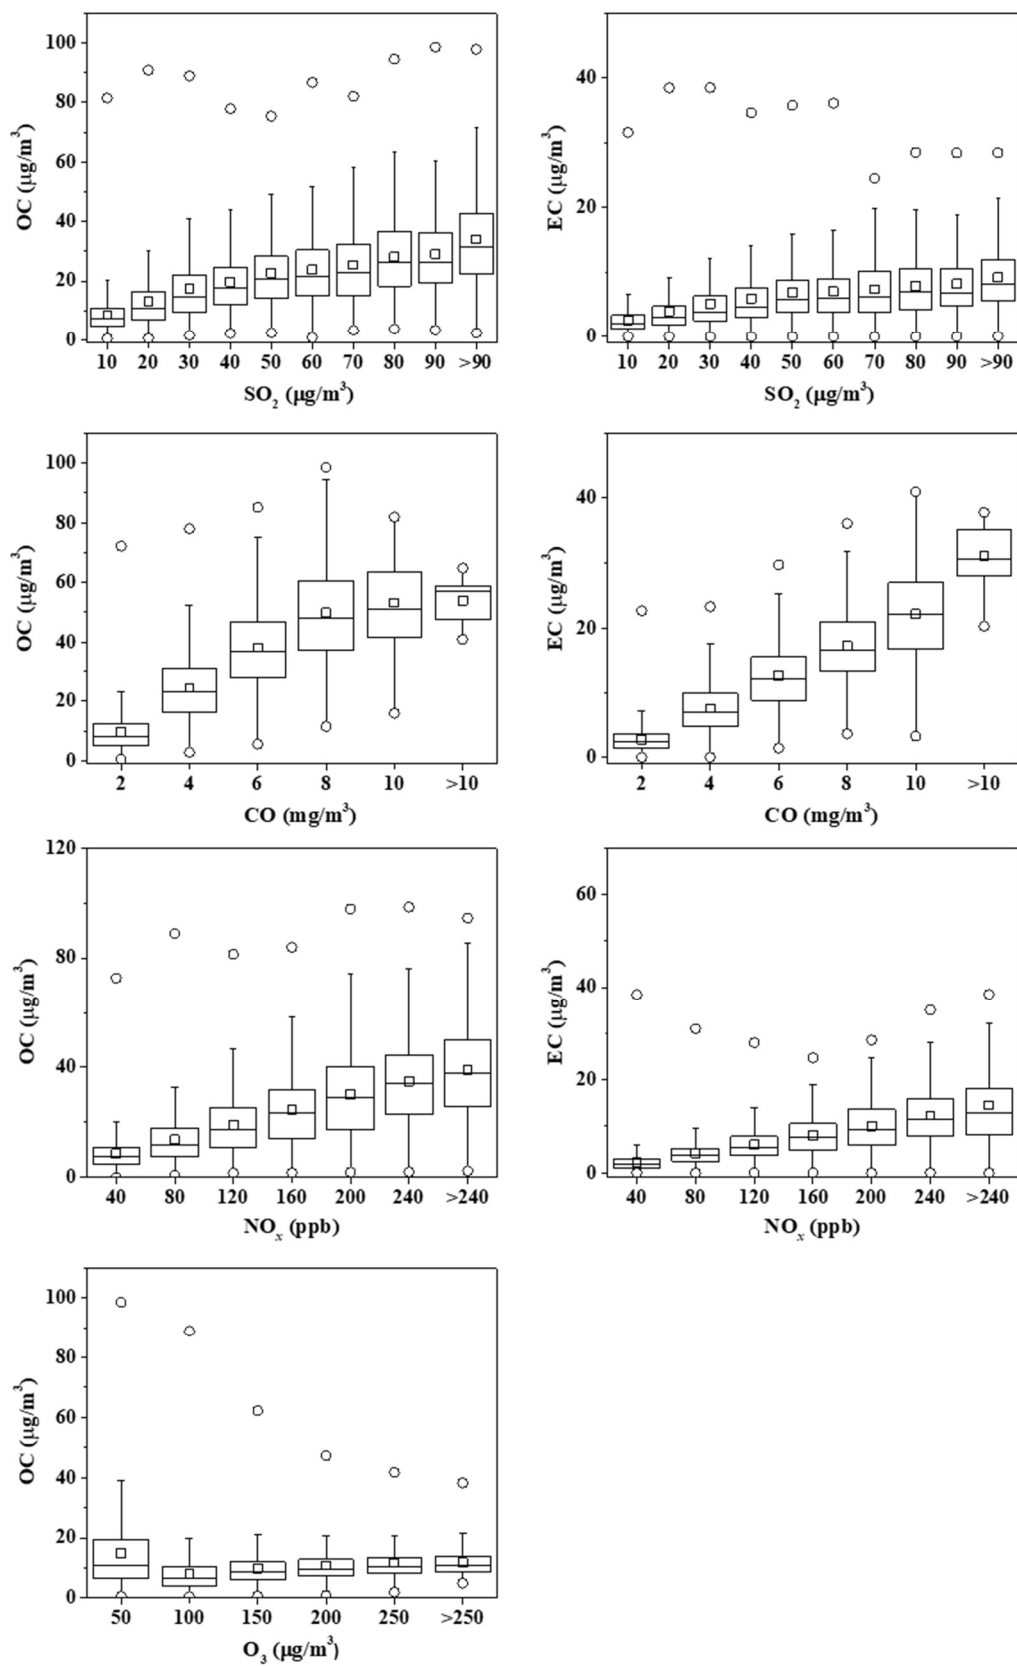 OC (μg/m³)
100
80
60
40
20
0
10 20 30 40 50 60 70 80 90 >90
SO₂ (μg/m³)
EC (μg/m³)
40
20
0
10 20 30 40 50 60 70 80 90 >90
SO₂ (μg/m³)
OC (μg/m³)
100
80
60
40
20
0
2 4 6 8 10 >10
CO (mg/m³)
EC (μg/m³)
40
20
0
2 4 6 8 10 >10
CO (mg/m³)
OC (μg/m³)
120
80
40
0
40 80 120 160 200 240 >240
NOₓ (ppb)
EC (μg/m³)
60
40
20
0
40 80 120 160 200 240 >240
NOₓ (ppb)
OC (μg/m³)
100
80
60
40
20
0
50 100 150 200 250 >250
O₃ (μg/m³)